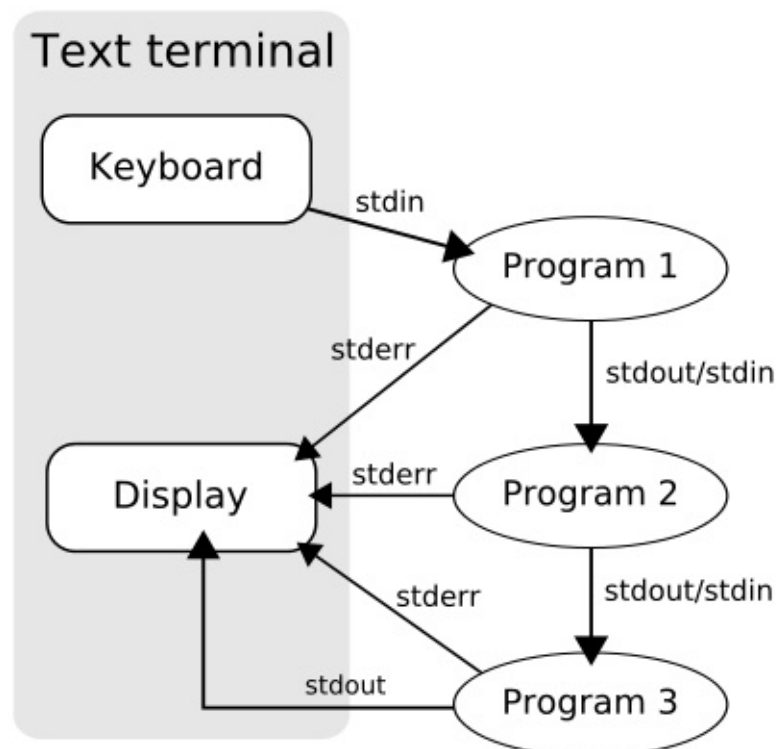 Text terminal
Keyboard
stdin
Program 1
stderr
stdout/stdin
Display
stderr
Program 2
stderr
stdout/stdin
stdout
Program 3